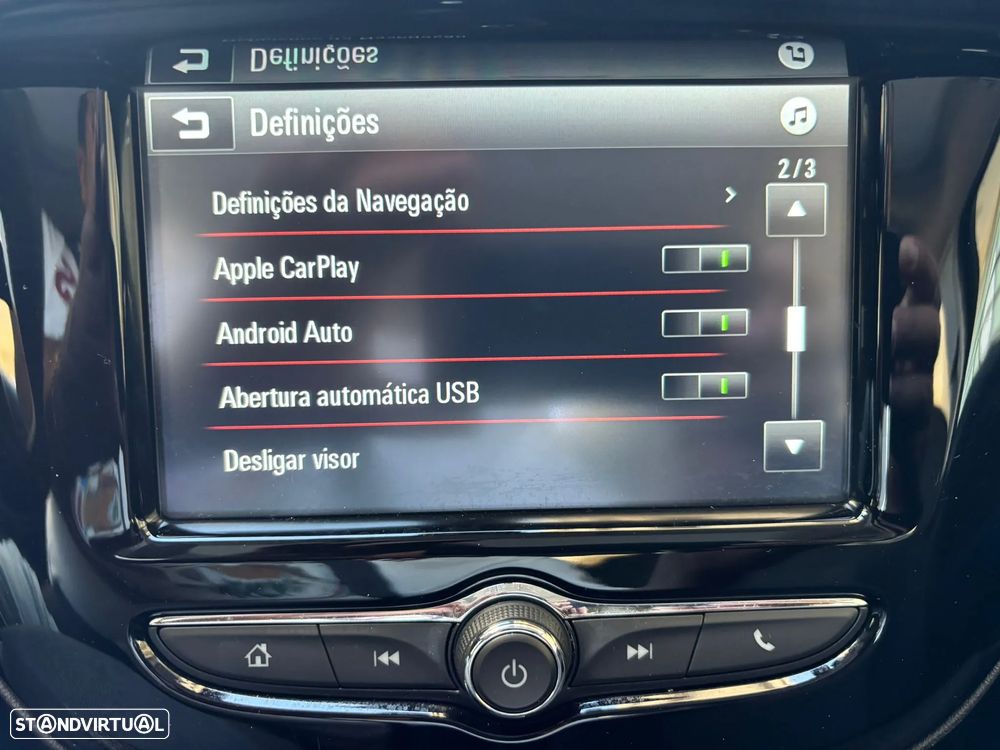 Definições
Definições
2/3
Definições da Navegação
Apple CarPlay
Android Auto
Abertura automática USB
Desligar visor
STANDVIRTUAL